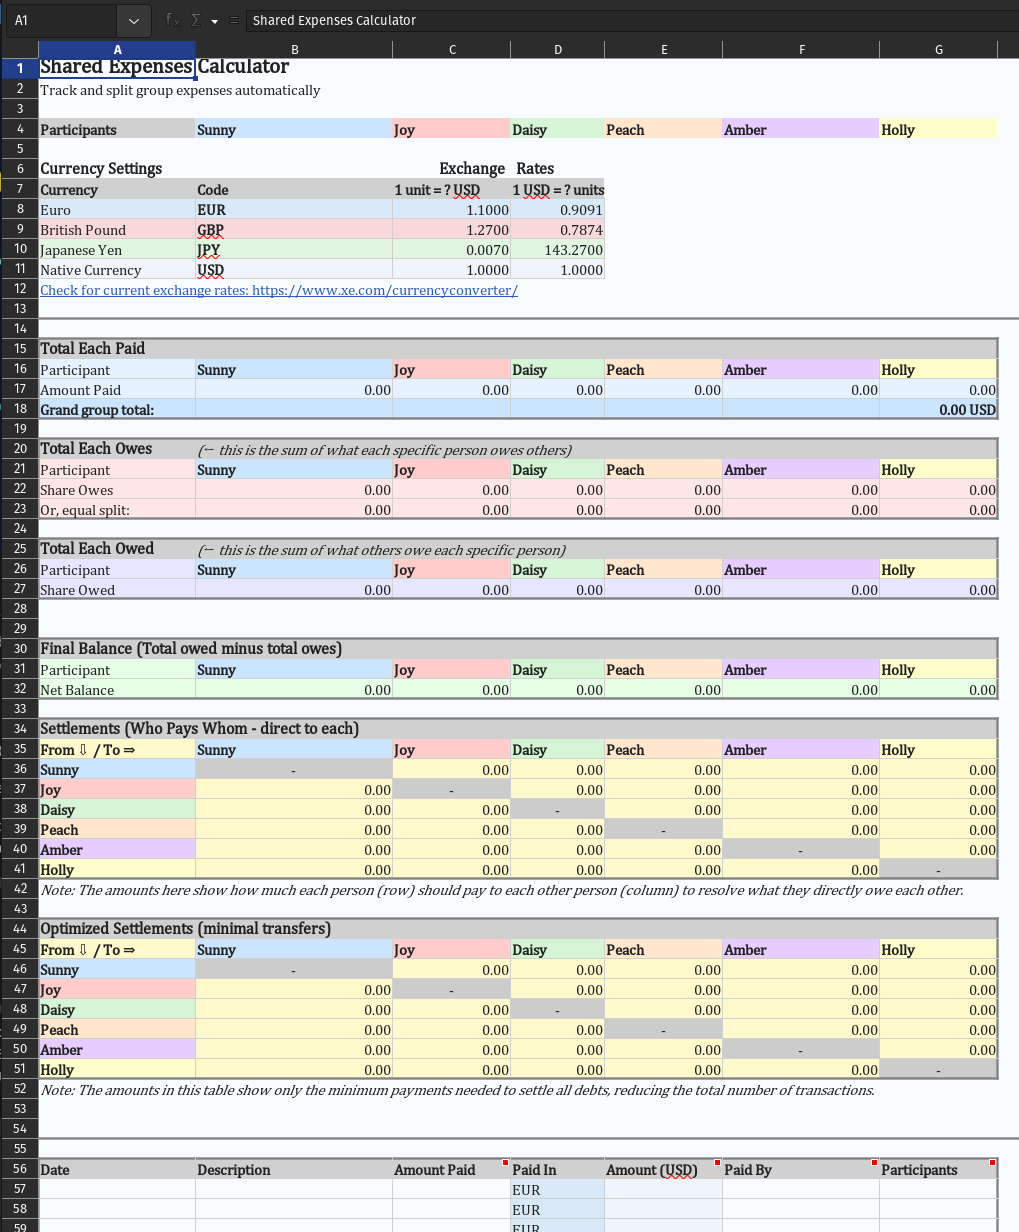 A1 fx Σ = Shared Expenses Calculator
A B C D E F G
1 Shared Expenses Calculator
2 Track and split group expenses automatically
3
4 Participants Sunny Joy Daisy Peach Amber Holly
5
6 Currency Settings Exchange Rates
7 Currency Code 1 unit = ? USD 1 USD = ? units
8 Euro EUR 1.1000 0.9091
9 British Pound GBP 1.2700 0.7874
10 Japanese Yen JPY 0.0070 143.2700
11 Native Currency USD 1.0000 1.0000
12 Check for current exchange rates: https://www.xe.com/currencyconverter/
13
14
15 Total Each Paid
16 Participant Sunny Joy Daisy Peach Amber Holly
17 Amount Paid 0.00 0.00 0.00 0.00 0.00 0.00
18 Grand group total: 0.00 USD
19
20 Total Each Owes (← this is the sum of what each specific person owes others)
21 Participant Sunny Joy Daisy Peach Amber Holly
22 Share Owes 0.00 0.00 0.00 0.00 0.00 0.00
23 Or, equal split: 0.00 0.00 0.00 0.00 0.00 0.00
24
25 Total Each Owed (← this is the sum of what others owe each specific person)
26 Participant Sunny Joy Daisy Peach Amber Holly
27 Share Owed 0.00 0.00 0.00 0.00 0.00 0.00
28
29
30 Final Balance (Total owed minus total owes)
31 Participant Sunny Joy Daisy Peach Amber Holly
32 Net Balance 0.00 0.00 0.00 0.00 0.00 0.00
33
34 Settlements (Who Pays Whom - direct to each)
35 From ⇩ / To ⇒ Sunny Joy Daisy Peach Amber Holly
36 Sunny - 0.00 0.00 0.00 0.00 0.00
37 Joy 0.00 - 0.00 0.00 0.00 0.00
38 Daisy 0.00 0.00 - 0.00 0.00 0.00
39 Peach 0.00 0.00 0.00 - 0.00 0.00
40 Amber 0.00 0.00 0.00 0.00 - 0.00
41 Holly 0.00 0.00 0.00 0.00 0.00 -
42 Note: The amounts here show how much each person (row) should pay to each other person (column) to resolve what they directly owe each other.
43
44 Optimized Settlements (minimal transfers)
45 From ⇩ / To ⇒ Sunny Joy Daisy Peach Amber Holly
46 Sunny - 0.00 0.00 0.00 0.00 0.00
47 Joy 0.00 - 0.00 0.00 0.00 0.00
48 Daisy 0.00 0.00 - 0.00 0.00 0.00
49 Peach 0.00 0.00 0.00 - 0.00 0.00
50 Amber 0.00 0.00 0.00 0.00 - 0.00
51 Holly 0.00 0.00 0.00 0.00 0.00 -
52 Note: The amounts in this table show only the minimum payments needed to settle all debts, reducing the total number of transactions.
53
54
55
56 Date Description Amount Paid Paid In Amount (USD) Paid By Participants
57 EUR
58 EUR
59 EUR